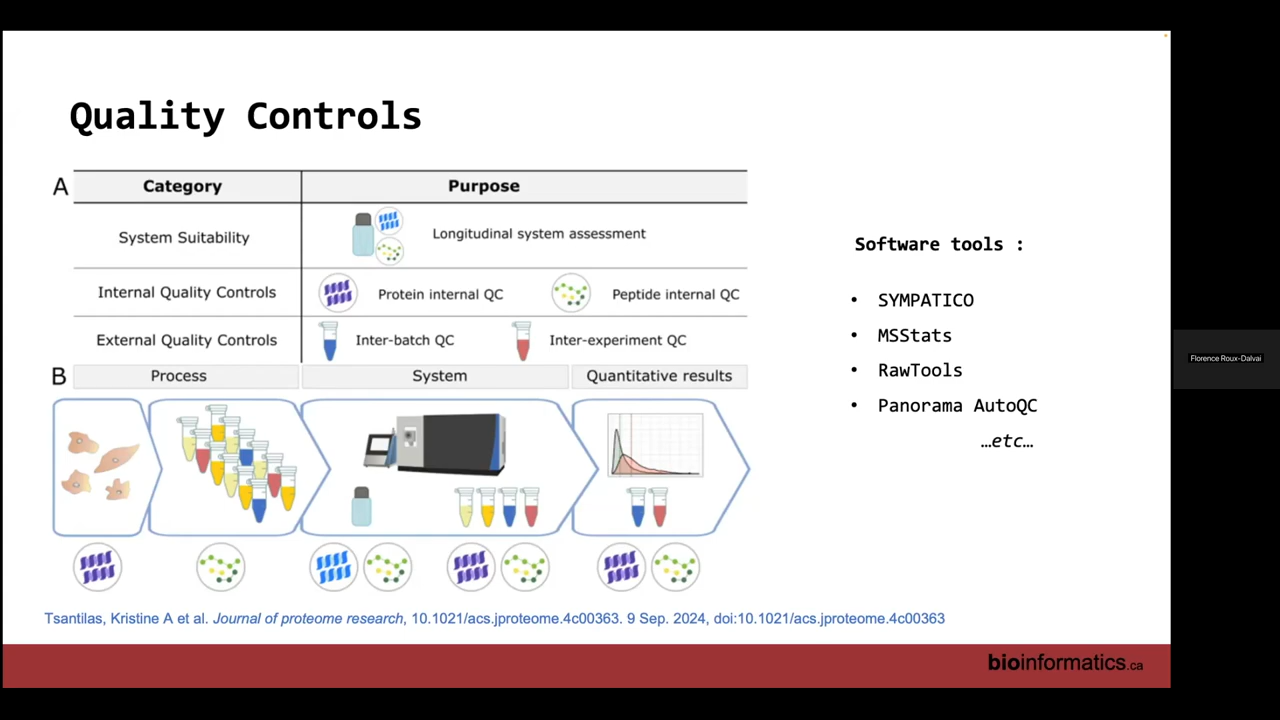 Quality Controls
A
Category Purpose
System Suitability Longitudinal system assessment
Internal Quality Controls Protein internal QC Peptide internal QC
External Quality Controls Inter-batch QC Inter-experiment QC
B
Process System Quantitative results
Software tools :
• SYMPATICO
• MSStats
• RawTools
• Panorama AutoQC
…etc…
Tsantilas, Kristine A et al. Journal of proteome research, 10.1021/acs.jproteome.4c00363. 9 Sep. 2024, doi:10.1021/acs.jproteome.4c00363
bioinformatics.ca
Florence Roux-Dalvai